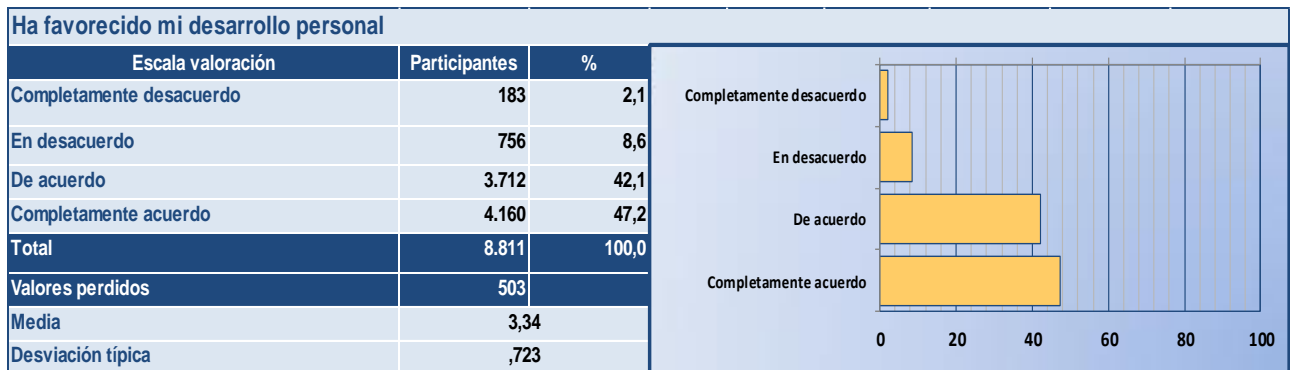 Ha favorecido mi desarrollo personal
Escala valoración Participantes %
Completamente desacuerdo 183 2,1
En desacuerdo 756 8,6
De acuerdo 3.712 42,1
Completamente acuerdo 4.160 47,2
Total 8.811 100,0
Valores perdidos 503
Media 3,34
Desviación típica ,723
Completamente desacuerdo
En desacuerdo
De acuerdo
Completamente acuerdo
0 20 40 60 80 100